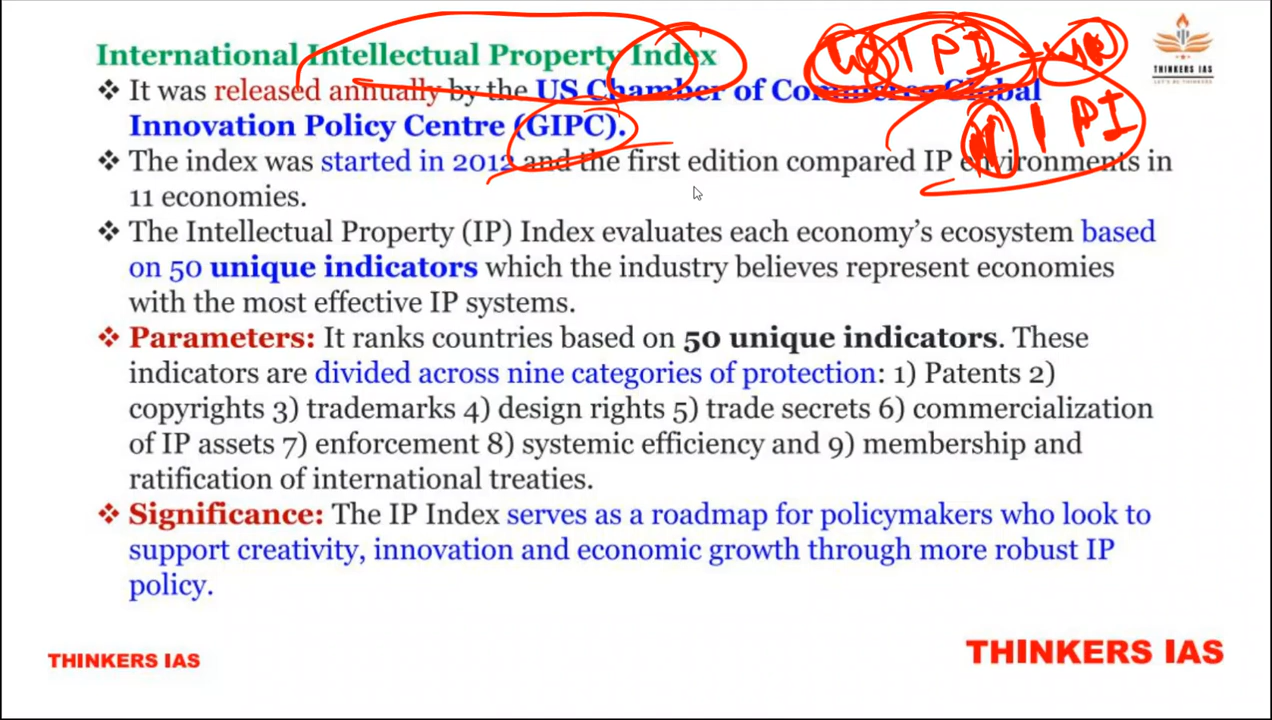 International Intellectual Property Index
❖ It was released annually by the US Chamber of Commerce Global
Innovation Policy Centre (GIPC).
❖ The index was started in 2012 and the first edition compared IP environments in
11 economies.
❖ The Intellectual Property (IP) Index evaluates each economy's ecosystem based
on 50 unique indicators which the industry believes represent economies
with the most effective IP systems.
❖ Parameters: It ranks countries based on 50 unique indicators. These
indicators are divided across nine categories of protection: 1) Patents 2)
copyrights 3) trademarks 4) design rights 5) trade secrets 6) commercialization
of IP assets 7) enforcement 8) systemic efficiency and 9) membership and
ratification of international treaties.
❖ Significance: The IP Index serves as a roadmap for policymakers who look to
support creativity, innovation and economic growth through more robust IP
policy.
IPI
THINKERS IAS
LET'S BE THINKERS
THINKERS IAS
THINKERS IAS